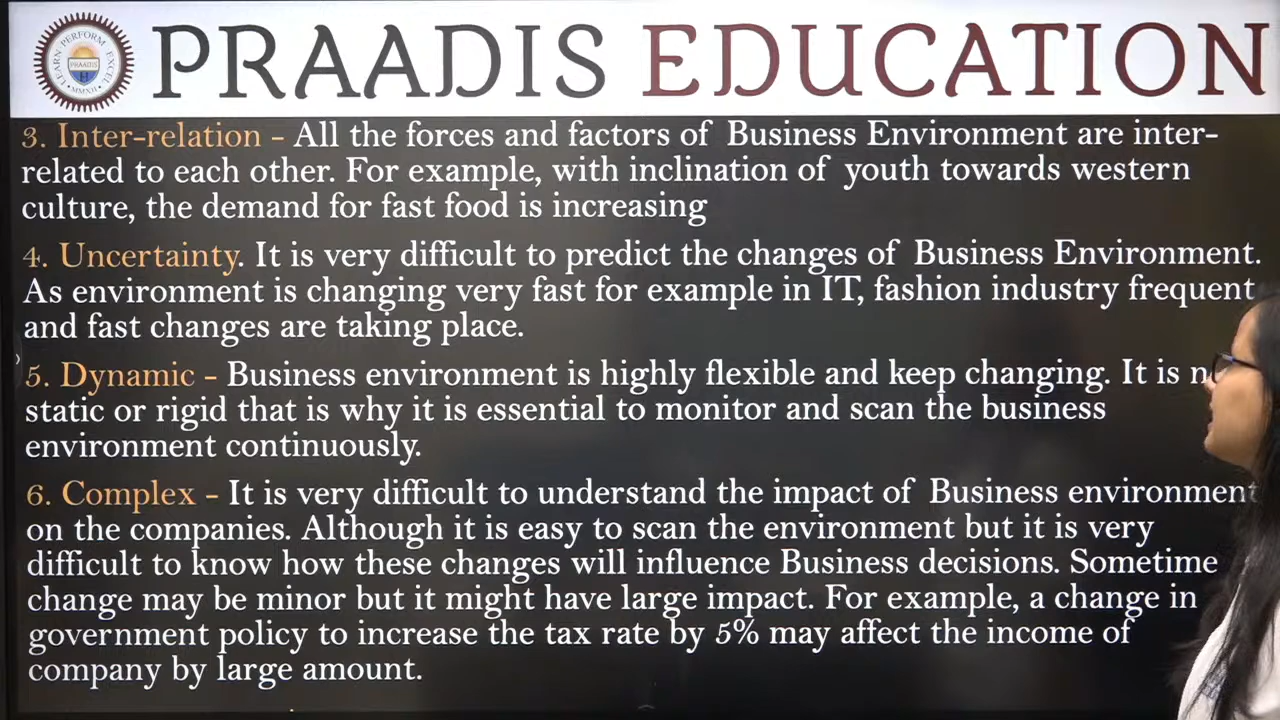 PRAADIS EDUCATION
LEARN PERFORM EXCEL
PRAADIS
MMXII
3. Inter-relation - All the forces and factors of Business Environment are inter-
related to each other. For example, with inclination of youth towards western
culture, the demand for fast food is increasing
4. Uncertainty. It is very difficult to predict the changes of Business Environment.
As environment is changing very fast for example in IT, fashion industry frequent
and fast changes are taking place.
5. Dynamic - Business environment is highly flexible and keep changing. It is
static or rigid that is why it is essential to monitor and scan the business
environment continuously.
6. Complex - It is very difficult to understand the impact of Business environment
on the companies. Although it is easy to scan the environment but it is very
difficult to know how these changes will influence Business decisions. Sometime
change may be minor but it might have large impact. For example, a change in
government policy to increase the tax rate by 5% may affect the income of
company by large amount.